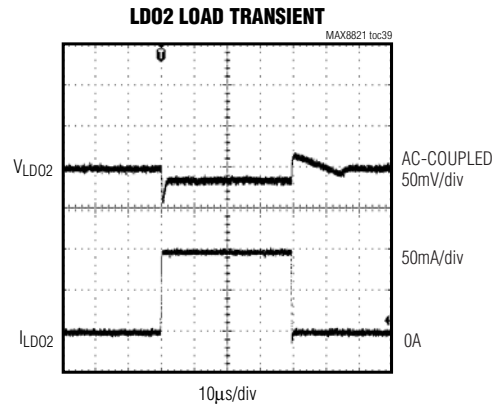 LDO2 LOAD TRANSIENT
MAX8821 toc39
T
VLDO2
AC-COUPLED
50mV/div
50mA/div
ILDO2
0A
10µs/div